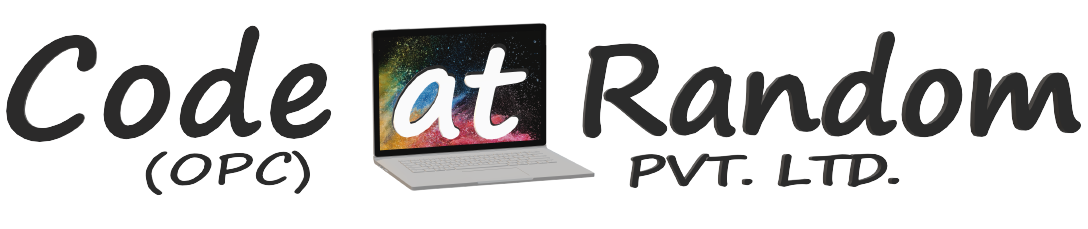 Code at Random
(OPC) PVT. LTD.